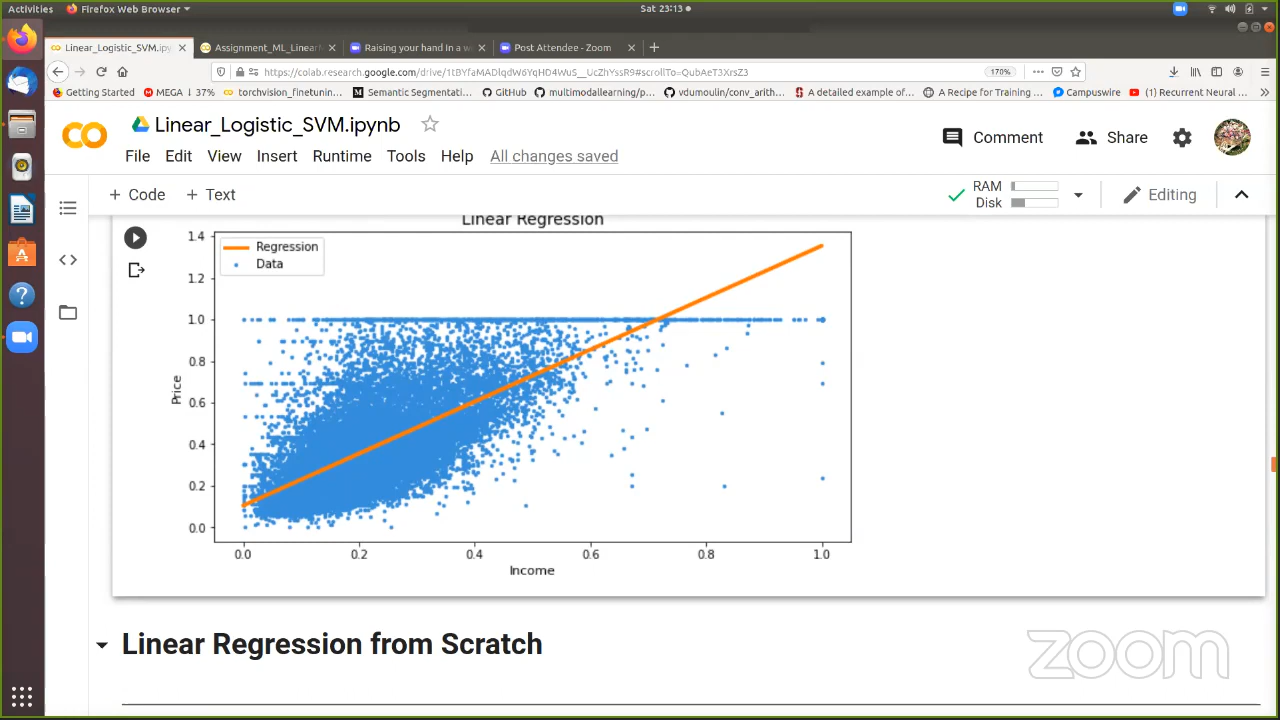 Activities
Firefox Web Browser
Sat 23:13
Linear_Logistic_SVM.ipy
Assignment_ML_LinearM
Raising your hand in a w
Post Attendee - Zoom
https://colab.research.google.com/drive/1tBYfaMADlqdW6YqHD4WuS__UcZhYssR9#scrollTo=QubAeT3XrsZ3
170%
Getting Started
MEGA ↓ 37%
torchvision_finetunin...
Semantic Segmentati...
GitHub
multimodallearning/p...
vdumoulin/conv_arith...
A detailed example of...
A Recipe for Training ...
Campuswire
(1) Recurrent Neural ...
Linear_Logistic_SVM.ipynb
Comment
Share
File Edit View Insert Runtime Tools Help All changes saved
+ Code + Text
RAM
Disk
Editing
Linear Regression
Regression
Data
1.4
1.2
1.0
0.8
0.6
0.4
0.2
0.0
Price
0.0 0.2 0.4 0.6 0.8 1.0
Income
Linear Regression from Scratch
zoom